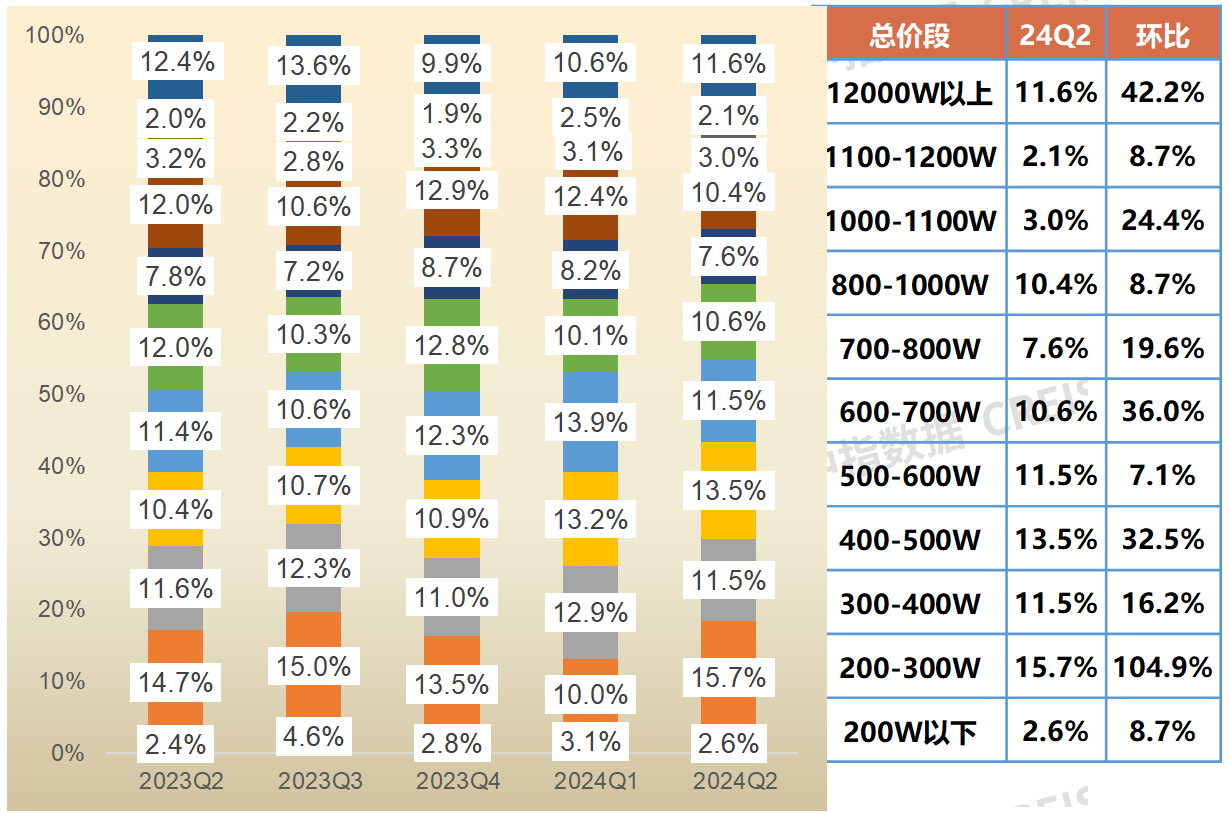 100%
90%
80%
70%
60%
50%
40%
30%
20%
10%
0%
12.4% 13.6% 9.9% 10.6% 11.6%
2.0% 2.2% 1.9% 2.5% 2.1%
3.2% 2.8% 3.3% 3.1% 3.0%
12.0% 10.6% 12.9% 12.4% 10.4%
7.8% 7.2% 8.7% 8.2% 7.6%
12.0% 10.3% 12.8% 10.1% 10.6%
11.4% 10.6% 12.3% 13.9% 11.5%
10.4% 10.7% 10.9% 13.2% 13.5%
11.6% 12.3% 11.0% 12.9% 11.5%
14.7% 15.0% 13.5% 10.0% 15.7%
2.4% 4.6% 2.8% 3.1% 2.6%
2023Q2 2023Q3 2023Q4 2024Q1 2024Q2
总价段 24Q2 环比
12000W以上 11.6% 42.2%
1100-1200W 2.1% 8.7%
1000-1100W 3.0% 24.4%
800-1000W 10.4% 8.7%
700-800W 7.6% 19.6%
600-700W 10.6% 36.0%
500-600W 11.5% 7.1%
400-500W 13.5% 32.5%
300-400W 11.5% 16.2%
200-300W 15.7% 104.9%
200W以下 2.6% 8.7%
指数据 CREIS